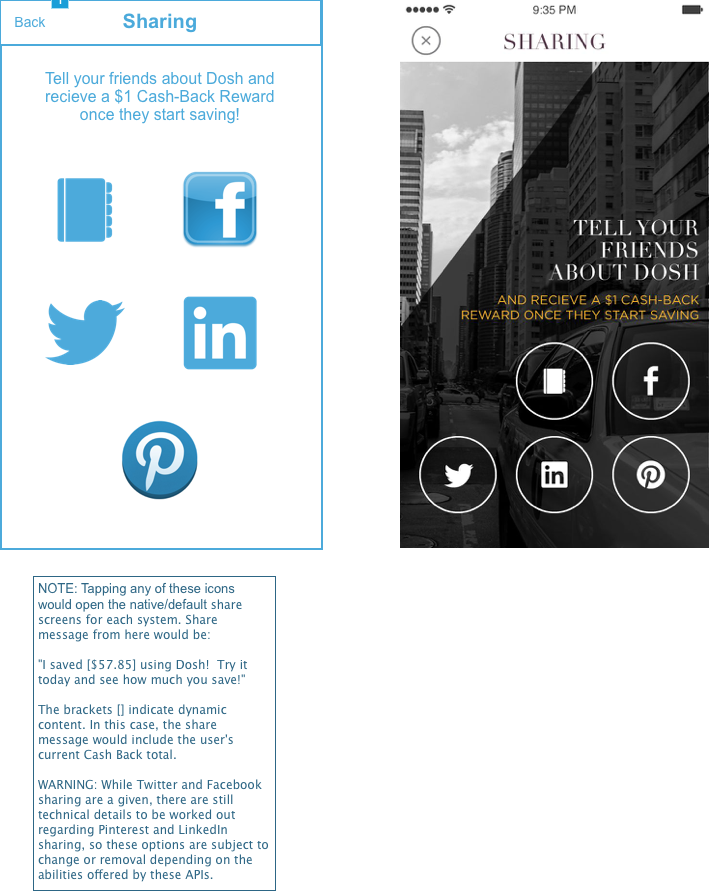 Back
Sharing
Tell your friends about Dosh and
recieve a $1 Cash-Back Reward
once they start saving!
f
in
P
NOTE: Tapping any of these icons
would open the native/default share
screens for each system. Share
message from here would be:
"I saved [$57.85] using Dosh!  Try it
today and see how much you save!"
The brackets [] indicate dynamic
content. In this case, the share
message would include the user's
current Cash Back total.
WARNING: While Twitter and Facebook
sharing are a given, there are still
technical details to be worked out
regarding Pinterest and LinkedIn
sharing, so these options are subject to
change or removal depending on the
abilities offered by these APIs.
9:35 PM
SHARING
TELL YOUR
FRIENDS
ABOUT DOSH
AND RECIEVE A $1 CASH-BACK
REWARD ONCE THEY START SAVING
f
in
P